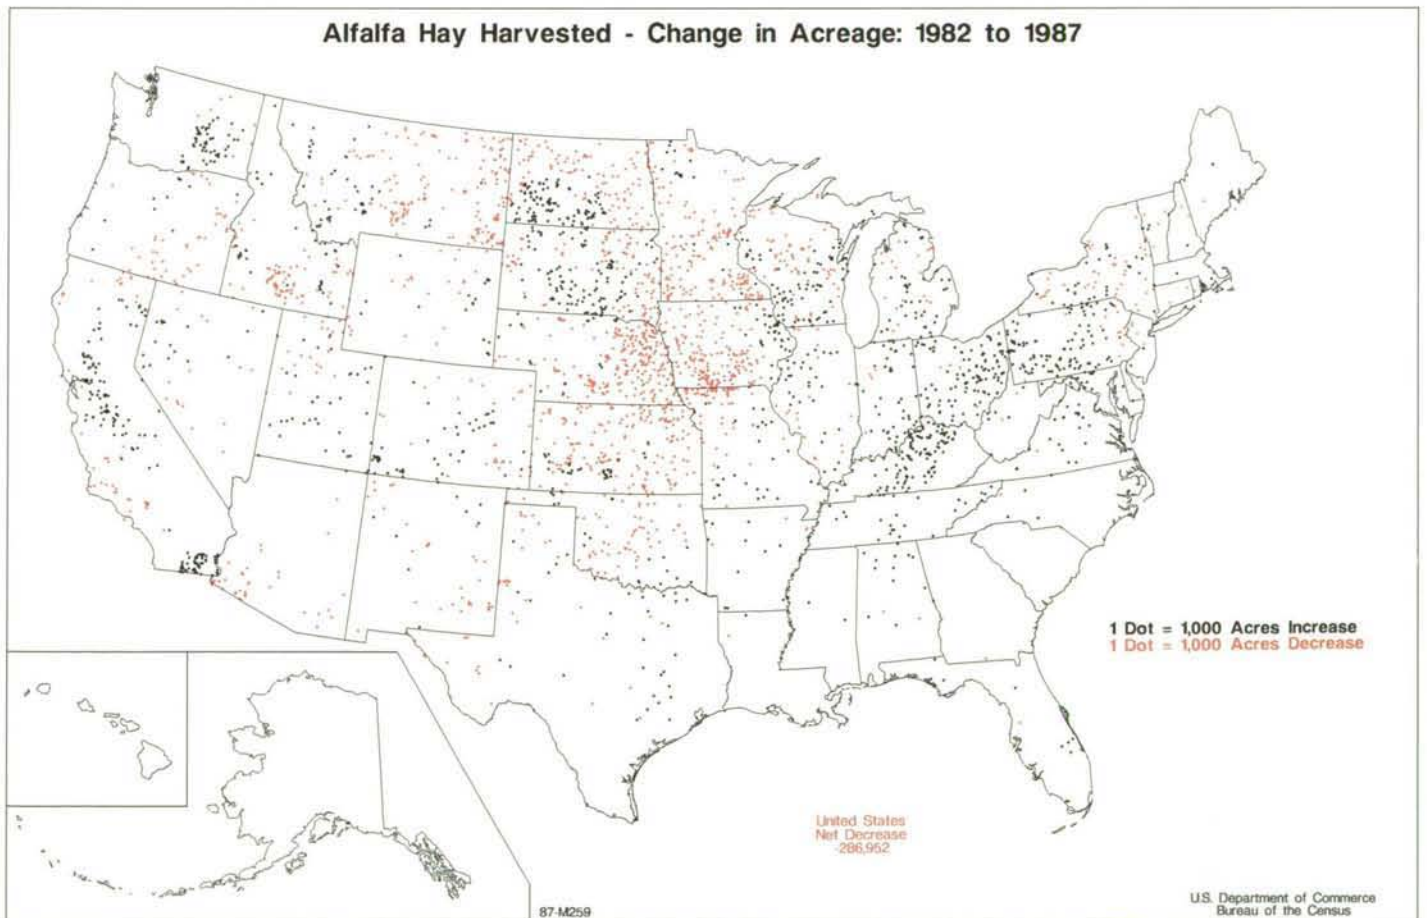 Alfalfa Hay Harvested - Change in Acreage: 1982 to 1987
1 Dot = 1,000 Acres Increase
1 Dot = 1,000 Acres Decrease
United States
Net Decrease
-286,952
87-M259
U.S. Department of Commerce
Bureau of the Census